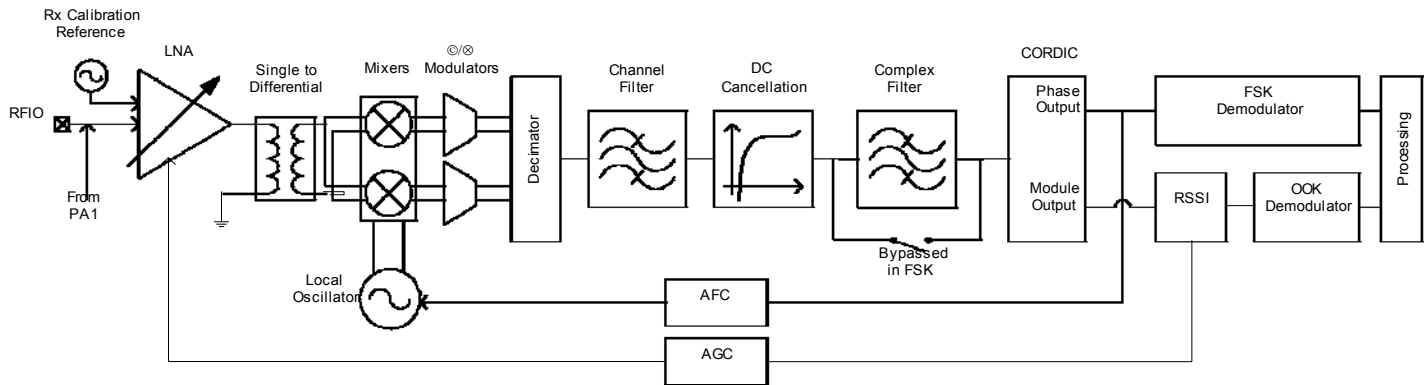 Rx Calibration
Reference
LNA
RFIO
From
PA1
Single to
Differential
Mixers
©/⊗
Modulators
Local
Oscillator
Decimator
Channel
Filter
DC
Cancellation
Complex
Filter
Bypassed
in FSK
CORDIC
Phase
Output
Module
Output
FSK
Demodulator
RSSI
OOK
Demodulator
Processing
AFC
AGC